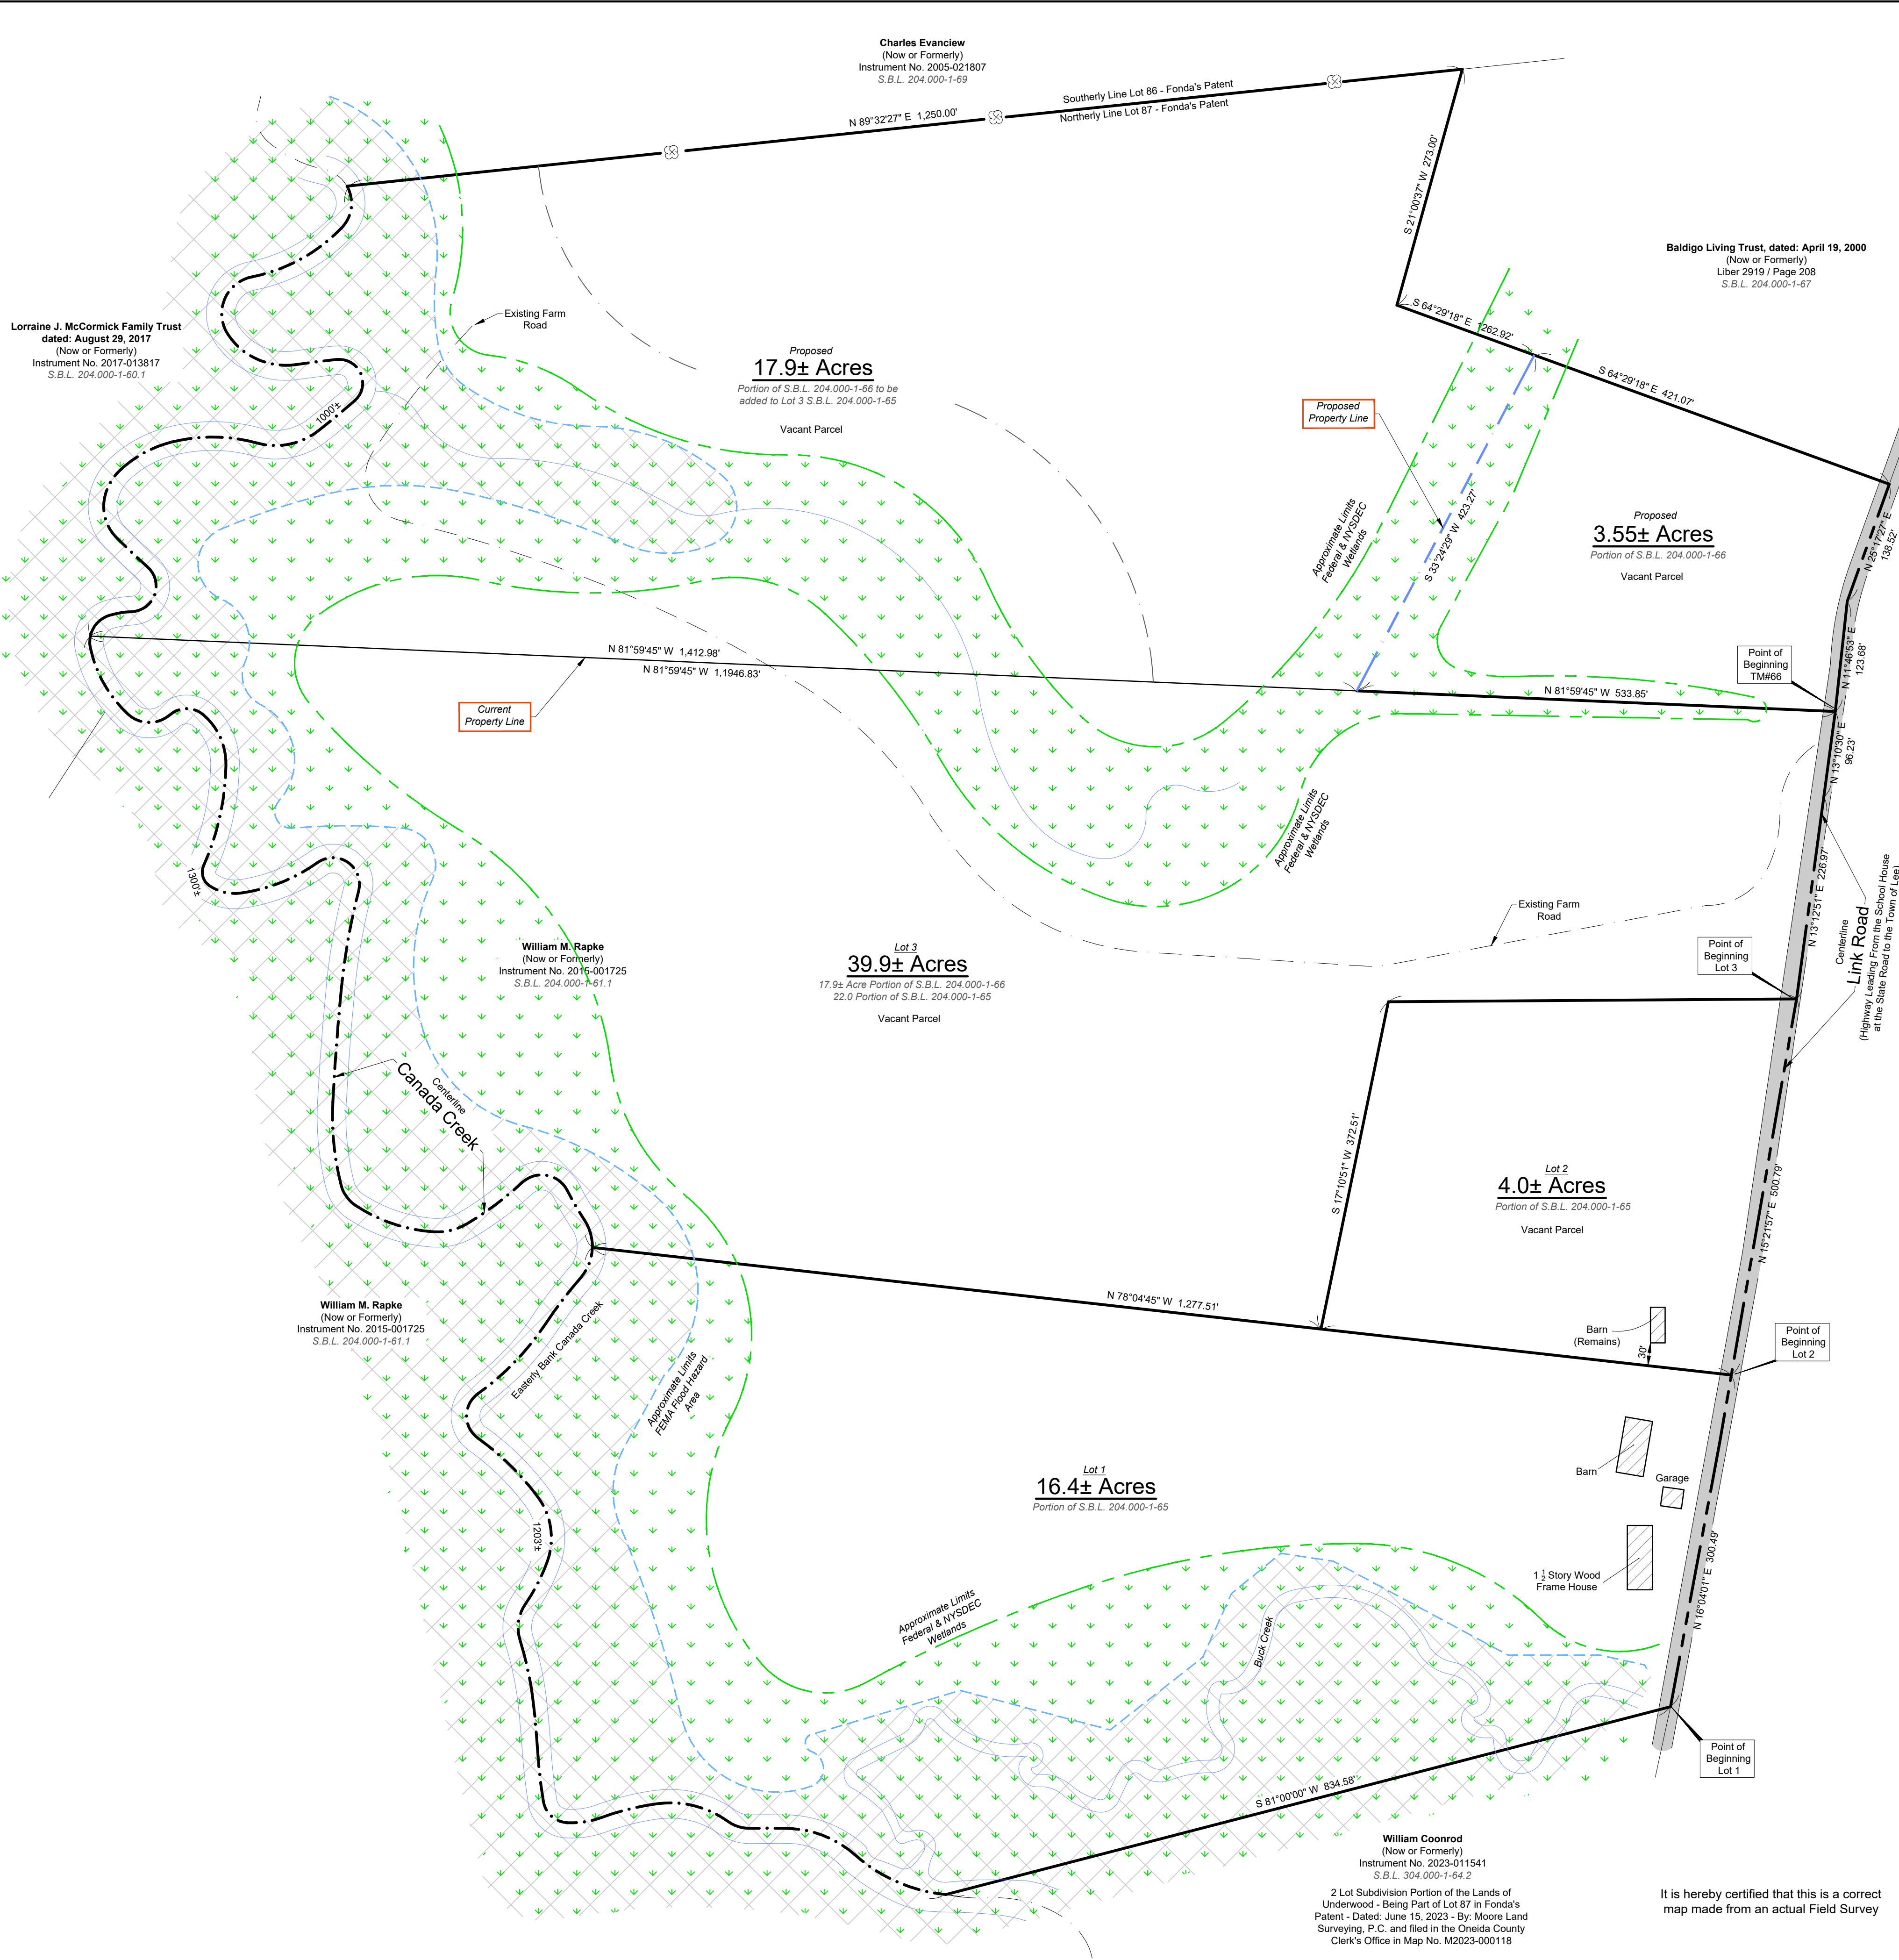 Charles Evanciew
(Now or Formerly)
Instrument No. 2005-021807
S.B.L. 204.000-1-69
Southerly Line Lot 86 - Fonda's Patent
Northerly Line Lot 87 - Fonda's Patent
N 89°32'27" E 1,250.00'
S 21°00'37" W 273.00'
Baldigo Living Trust, dated: April 19, 2000
(Now or Formerly)
Liber 2919 / Page 208
S.B.L. 204.000-1-67
S 64°29'18" E 1262.92'
S 64°29'18" E 421.07'
Lorraine J. McCormick Family Trust
dated: August 29, 2017
(Now or Formerly)
Instrument No. 2017-013817
S.B.L. 204.000-1-60.1
Existing Farm
Road
1000'±
Proposed
17.9± Acres
Portion of S.B.L. 204.000-1-66 to be
added to Lot 3 S.B.L. 204.000-1-65
Vacant Parcel
Proposed
Property Line
Approximate Limits
Federal & NYSDEC
Wetlands
S 33°24'29" W 423.27'
Proposed
3.55± Acres
Portion of S.B.L. 204.000-1-66
Vacant Parcel
N 25°17'27" E
138.52'
N 11°46'53" E
123.68'
Point of
Beginning
TM#66
N 81°59'45" W 1,412.98'
N 81°59'45" W 1,1946.83'
N 81°59'45" W 533.85'
Current
Property Line
N 13°10'30" E
96.23'
Approximate Limits
Federal & NYSDEC
Wetlands
1300'±
N 13°12'51" E 226.97'
Existing Farm
Road
Centerline
Link Road
(Highway Leading From the School House
at the State Road to the Town of Lee)
William M. Rapke
(Now or Formerly)
Instrument No. 2015-001725
S.B.L. 204.000-1-61.1
Lot 3
39.9± Acres
17.9± Acre Portion of S.B.L. 204.000-1-66
22.0 Portion of S.B.L. 204.000-1-65
Vacant Parcel
Point of
Beginning
Lot 3
Centerline
Canada Creek
S 17°10'51" W 372.51'
Lot 2
4.0± Acres
Portion of S.B.L. 204.000-1-65
Vacant Parcel
N 15°21'57" E 500.79'
N 78°04'45" W 1,277.51'
William M. Rapke
(Now or Formerly)
Instrument No. 2015-001725
S.B.L. 204.000-1-61.1
Easterly Bank Canada Creek
Approximate Limits
FEMA Flood Hazard
Area
Barn
(Remains)
30'
Point of
Beginning
Lot 2
Lot 1
16.4± Acres
Portion of S.B.L. 204.000-1-65
Barn
Garage
1203'±
1 1/2 Story Wood
Frame House
N 16°04'01" E 300.49'
Approximate Limits
Federal & NYSDEC
Wetlands
Buck Creek
Point of
Beginning
Lot 1
S 81°00'00" W 834.58'
William Coonrod
(Now or Formerly)
Instrument No. 2023-011541
S.B.L. 304.000-1-64.2
2 Lot Subdivision Portion of the Lands of
Underwood - Being Part of Lot 87 in Fonda's
Patent - Dated: June 15, 2023 - By: Moore Land
Surveying, P.C. and filed in the Oneida County
Clerk's Office in Map No. M2023-000118
It is hereby certified that this is a correct
map made from an actual Field Survey